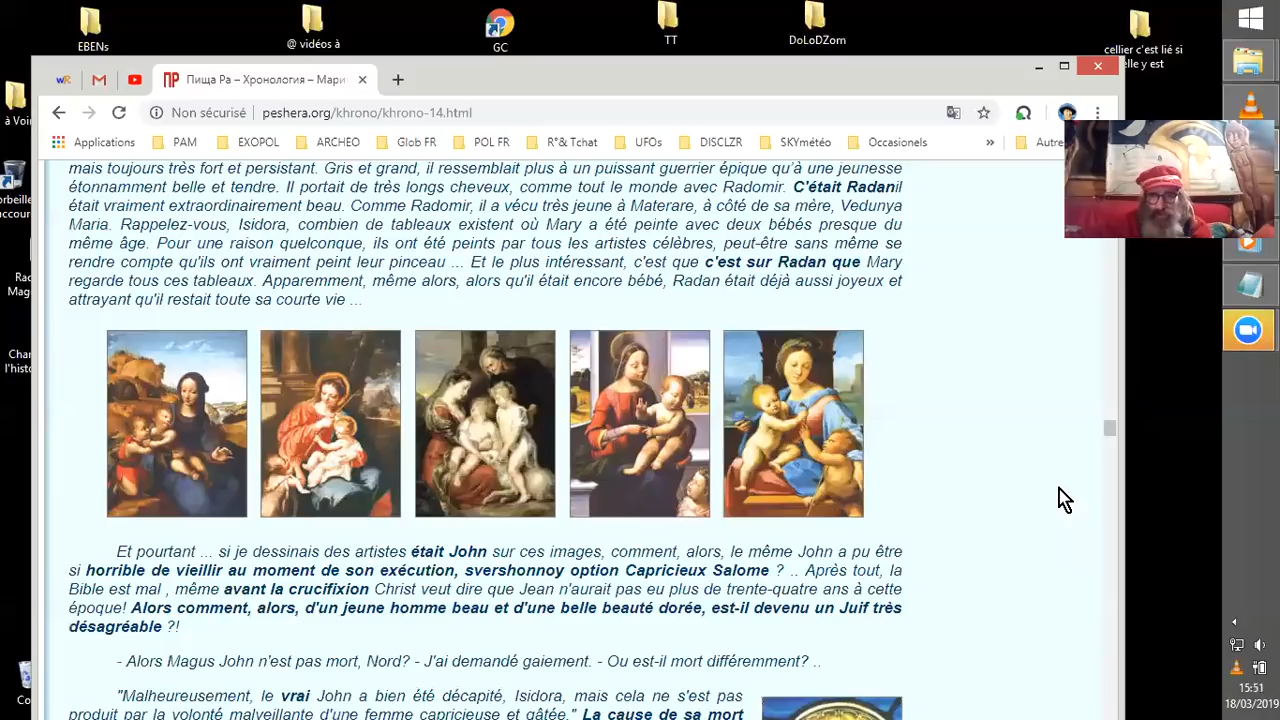 EBENs
@ vidéos à
GC
TT
DoLoDZom
cellier c'est lié si
elle y est
Пища Ра – Хронология – Мари
Non sécurisé
peshera.org/khrono/khrono-14.html
Applications
PAM
EXOPOL
ARCHEO
Glob FR
POL FR
R°& Tchat
UFOs
DISCLZR
SKYmétéo
Occasionels
»
Autre
à Voir
orbeille
accour
Rad
Mag
Char
l'histo
Co
mais toujours très fort et persistant. Gris et grand, il ressemblait plus à un puissant guerrier épique qu'à une jeunesse
étonnamment belle et tendre. Il portait de très longs cheveux, comme tout le monde avec Radomir. C'était Radanil
était vraiment extraordinairement beau. Comme Radomir, il a vécu très jeune à Materare, à côté de sa mère, Vedunya
Maria. Rappelez-vous, Isidora, combien de tableaux existent où Mary a été peinte avec deux bébés presque du
même âge. Pour une raison quelconque, ils ont été peints par tous les artistes célèbres, peut-être sans même se
rendre compte qu'ils ont vraiment peint leur pinceau ... Et le plus intéressant, c'est que c'est sur Radan que Mary
regarde tous ces tableaux. Apparemment, même alors, alors qu'il était encore bébé, Radan était déjà aussi joyeux et
attrayant qu'il restait toute sa courte vie ...
Et pourtant ... si je dessinais des artistes était John sur ces images, comment, alors, le même John a pu être
si horrible de vieillir au moment de son exécution, svershonnoy option Capricieux Salome ? .. Après tout, la
Bible est mal , même avant la crucifixion Christ veut dire que Jean n'aurait pas eu plus de trente-quatre ans à cette
époque! Alors comment, alors, d'un jeune homme beau et d'une belle beauté dorée, est-il devenu un Juif très
désagréable ?!
- Alors Magus John n'est pas mort, Nord? - J'ai demandé gaiement. - Ou est-il mort différemment? ..
"Malheureusement, le vrai John a bien été décapité, Isidora, mais cela ne s'est pas
produit par la volonté malveillante d'une femme capricieuse et gâtée." La cause de sa mort
15:51
18/03/2019